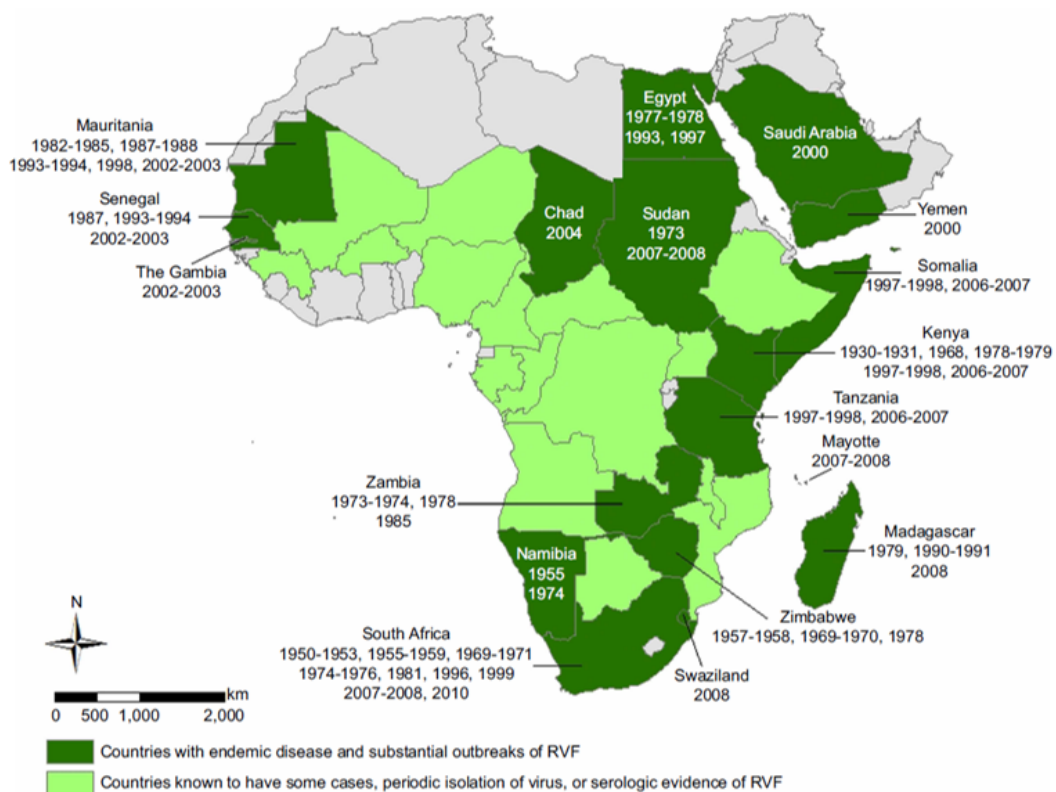 Mauritania
1982-1985, 1987-1988
1993-1994, 1998, 2002-2003
Senegal
1987, 1993-1994
2002-2003
The Gambia
2002-2003
Egypt
1977-1978
1993, 1997
Saudi Arabia
2000
Chad
2004
Sudan
1973
2007-2008
Yemen
2000
Somalia
1997-1998, 2006-2007
Kenya
1930-1931, 1968, 1978-1979
1997-1998, 2006-2007
Tanzania
1997-1998, 2006-2007
Mayotte
2007-2008
Zambia
1973-1974, 1978
1985
Madagascar
1979, 1990-1991
2008
Namibia
1955
1974
Zimbabwe
1957-1958, 1969-1970, 1978
South Africa
1950-1953, 1955-1959, 1969-1971
1974-1976, 1981, 1996, 1999
2007-2008, 2010
Swaziland
2008
N
km
0 500 1,000 2,000
Countries with endemic disease and substantial outbreaks of RVF
Countries known to have some cases, periodic isolation of virus, or serologic evidence of RVF